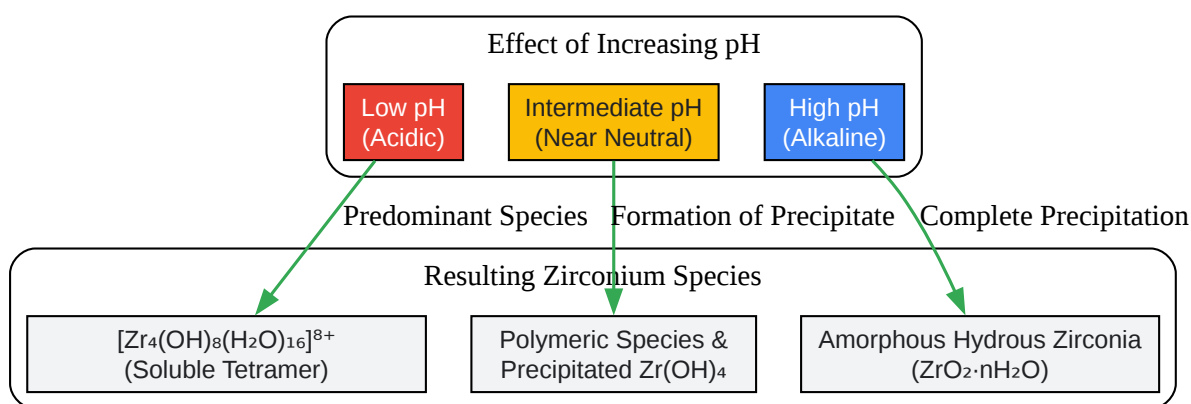 Effect of Increasing pH
Low pH
(Acidic)
Intermediate pH
(Near Neutral)
High pH
(Alkaline)
Predominant Species
Formation of Precipitate
Complete Precipitation
Resulting Zirconium Species
[Zr₄(OH)₈(H₂O)₁₆]⁸⁺
(Soluble Tetramer)
Polymeric Species &
Precipitated Zr(OH)₄
Amorphous Hydrous Zirconia
(ZrO₂·nH₂O)